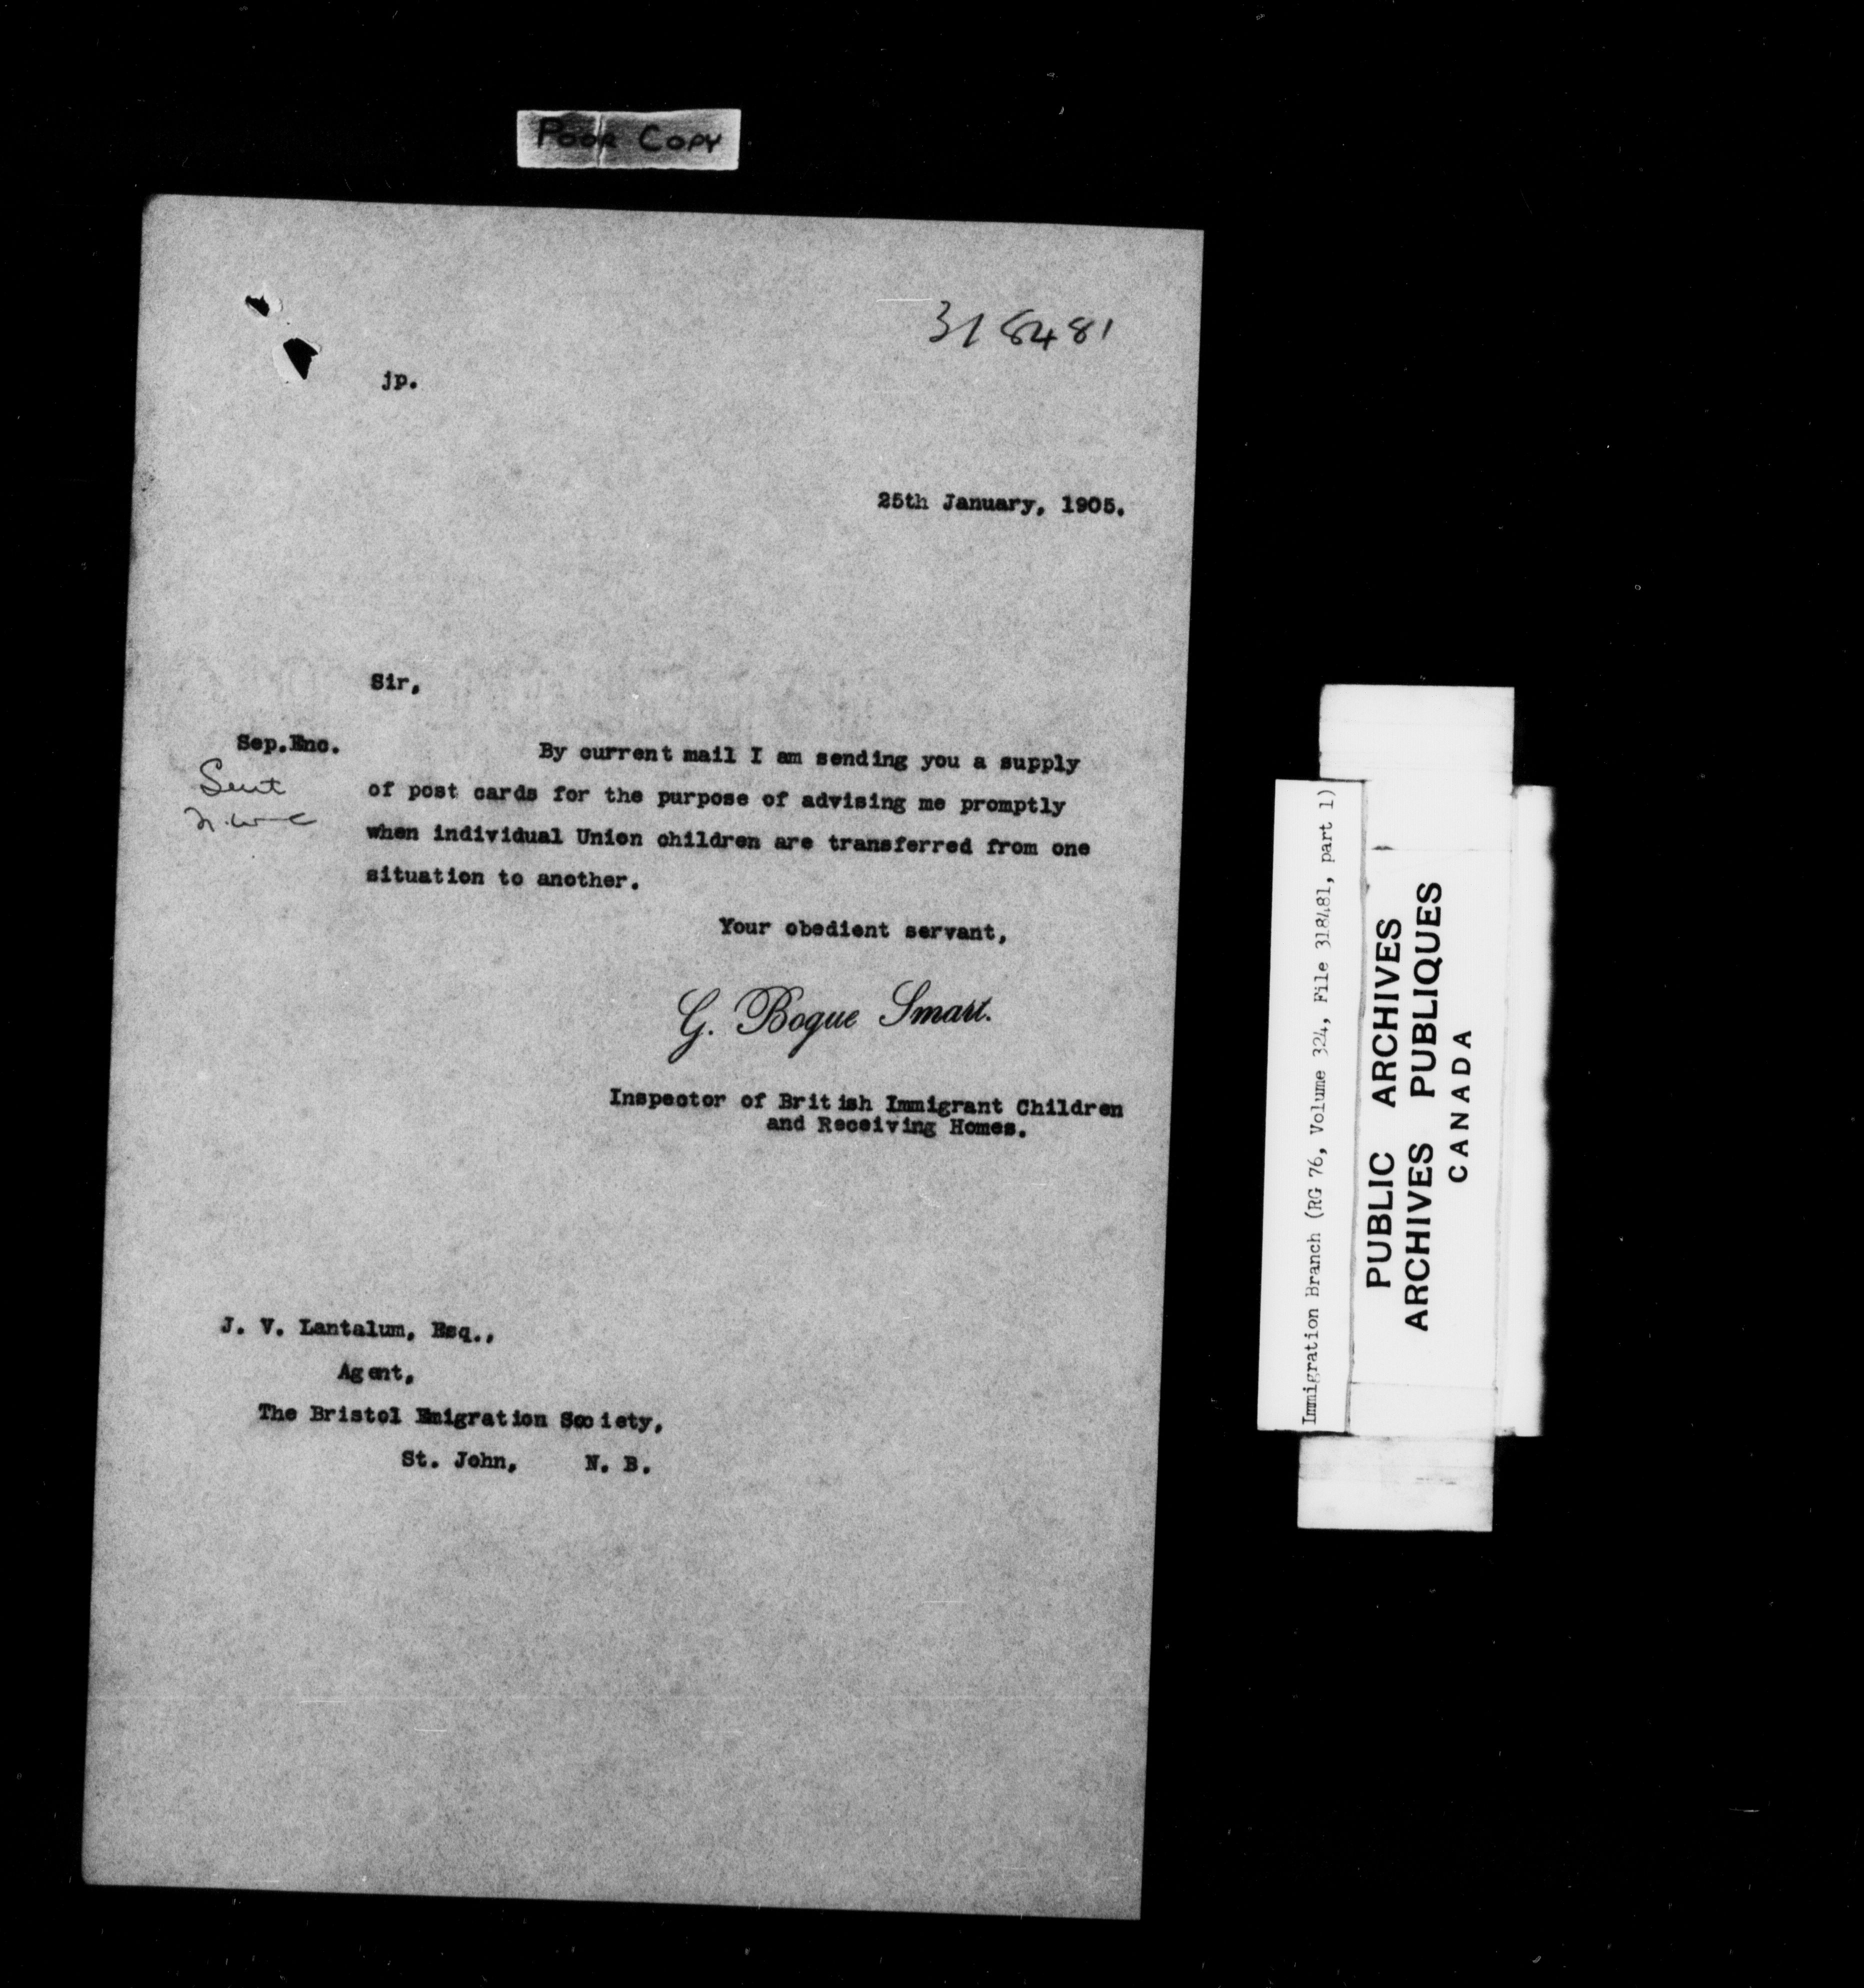 POOR COPY
318481
jp.
25th January, 1905.
Sir,
Sep.Enc.
Sent
By current mail I am sending you a supply
of post cards for the purpose of advising me promptly
when individual Union children are transferred from one
situation to another.
Your obedient servant,
G. Bogue Smart.
Inspector of British Immigrant Children
and Receiving Homes.
J. V. Lantalum, Esq.,
Agent,
The Bristol Emigration Society,
St. John, N. B.
Immigration Branch (RG 76, Volume 324, File 318481, part 1)
PUBLIC ARCHIVES
ARCHIVES PUBLIQUES
CANADA